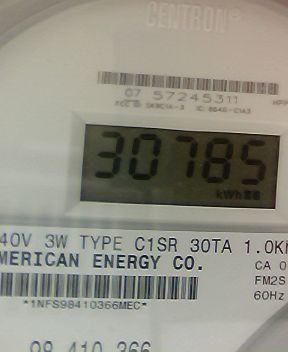 CENTRON®
07 57245311
30785
kWh
40V 3W TYPE C1SR 30TA 1.0K
MERICAN ENERGY CO.
CA 0
FM2S
*1NFS98410366MEC*
60Hz
98 410 366